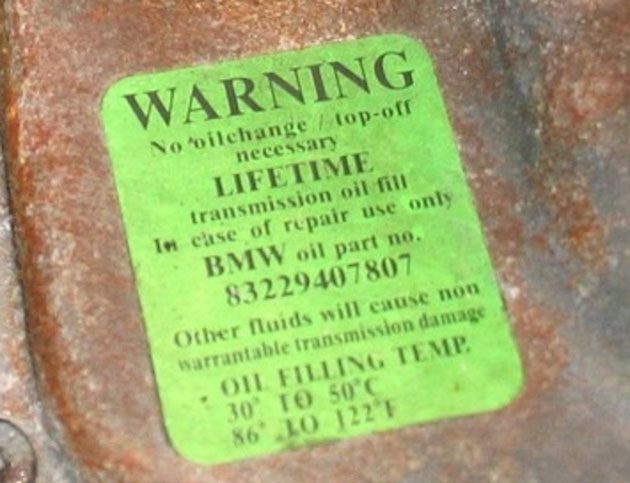 WARNING
No oilchange / top-off
necessary
LIFETIME
transmission oil fill
In case of repair use only
BMW oil part no.
83229407807
Other fluids will cause non
warrantable transmission damage
OIL FILLING TEMP.
30° TO 50°C
86° TO 122°F